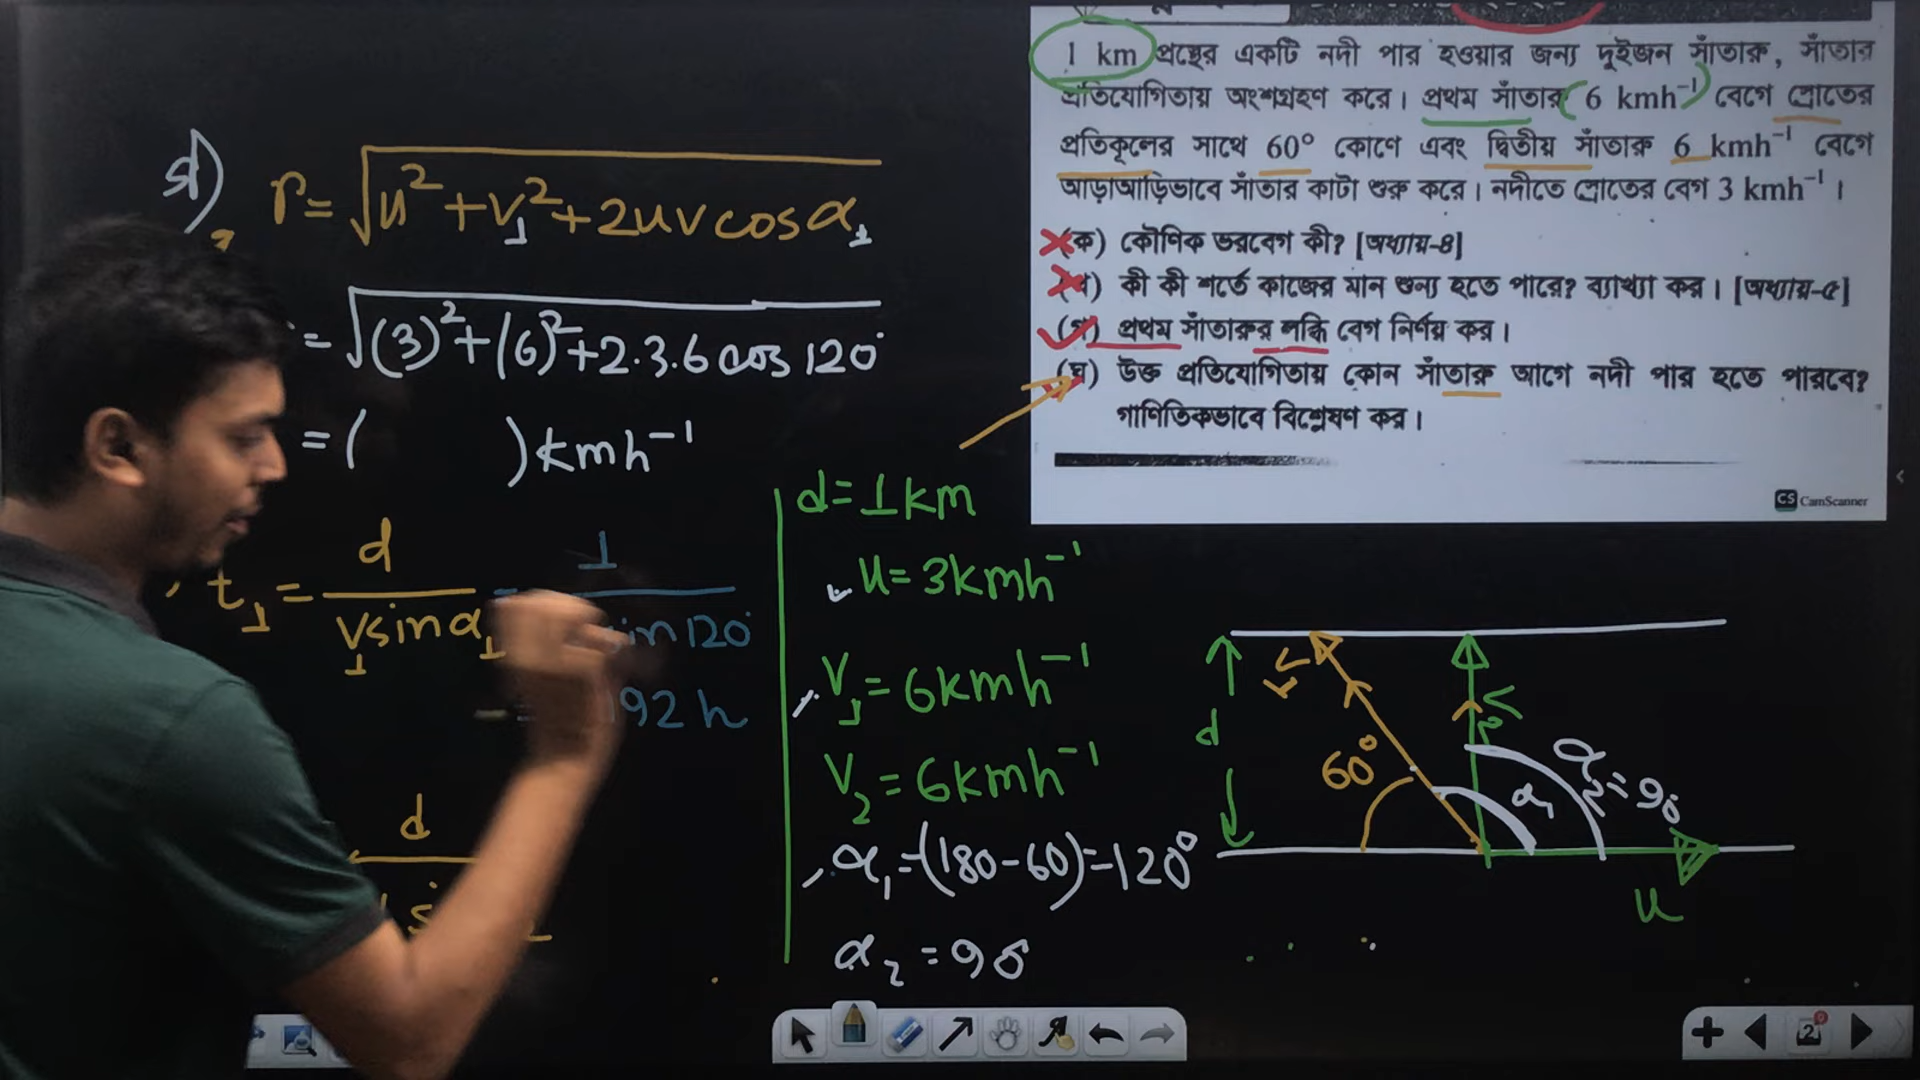 1 km প্রস্থের একটি নদী পার হওয়ার জন্য দুইজন সাঁতারু, সাঁতার
প্রতিযোগিতায় অংশগ্রহণ করে। প্রথম সাঁতারু 6 kmh⁻¹ বেগে স্রোতের
প্রতিকূলের সাথে 60° কোণে এবং দ্বিতীয় সাঁতারু 6 kmh⁻¹ বেগে
আড়াআড়িভাবে সাঁতার কাটা শুরু করে। নদীতে স্রোতের বেগ 3 kmh⁻¹।
(ক) কৌণিক ভরবেগ কী? [অধ্যায়-৪]
(খ) কী কী শর্তে কাজের মান শুন্য হতে পারে? ব্যাখ্যা কর। [অধ্যায়-৫]
(গ) প্রথম সাঁতারুর লব্ধি বেগ নির্ণয় কর।
(ঘ) উক্ত প্রতিযোগিতায় কোন সাঁতারু আগে নদী পার হতে পারবে?
গাণিতিকভাবে বিশ্লেষণ কর।
CS CamScanner
r = √u² + v₁² + 2uv cos α₁
= √(3)² + (6)² + 2.3.6 cos 120°
= ( ) kmh⁻¹
t₁ = d / v₁ sin α₁ = 1 / sin 120°
192 h
d
d = 1 km
u = 3 kmh⁻¹
v₁ = 6 kmh⁻¹
v₂ = 6 kmh⁻¹
α₁ = (180 - 60) = 120°
α₂ = 90°
v₁
v₂
d
60°
α₁
α₂ = 90°
u
2